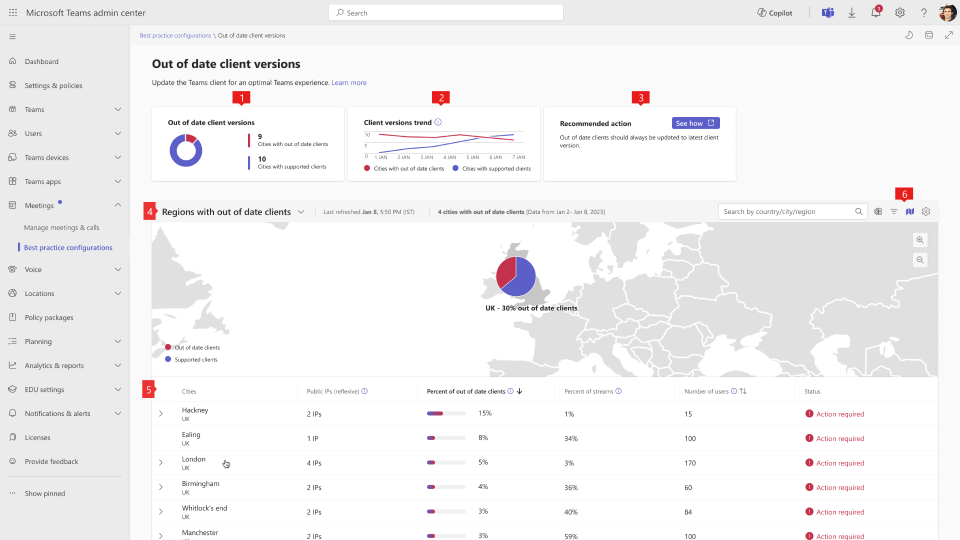 Microsoft Teams admin center
Search
Copilot
1
?
Best practice configurations \ Out of date client versions
Dashboard
Settings & policies
Teams
Users
Teams devices
Teams apps
Meetings
Manage meetings & calls
Best practice configurations
Voice
Locations
Policy packages
Planning
Analytics & reports
EDU settings
Notifications & alerts
Licenses
Provide feedback
Show pinned
Out of date client versions
Update the Teams client for an optimal Teams experience. Learn more
1
2
3
Out of date client versions
9
Cities with out of date clients
10
Cities with supported clients
Client versions trend
10
5
0
1 JAN 2 JAN 3 JAN 4 JAN 5 JAN 6 JAN 7 JAN
Cities with out of date clients Cities with supported clients
Recommended action
See how
Out of date clients should always be updated to latest client
version.
6
4
Regions with out of date clients
Last refreshed Jan 8, 5:50 PM (IST)
4 cities with out of date clients (Data from Jan 2- Jan 8, 2023)
Search by country/city/region
UK - 30% out of date clients
Out of date clients
Supported clients
5
Cities Public IPs (reflexive) Percent of out of date clients Percent of streams Number of users Status
Hackney
UK
2 IPs 15% 1% 15 Action required
Ealing
UK
1 IP 8% 34% 100 Action required
London
UK
4 IPs 5% 3% 170 Action required
Birmingham
UK
2 IPs 4% 36% 60 Action required
Whitlock's end
UK
2 IPs 3% 40% 84 Action required
Manchester
2 IPs 3% 59% 100 Action required